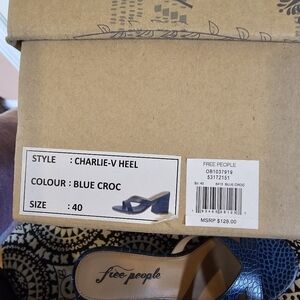 STYLE : CHARLIE-V HEEL
COLOUR : BLUE CROC
SIZE : 40
FREE PEOPLE
OB1037919
53172151
MSRP $128.00
free people